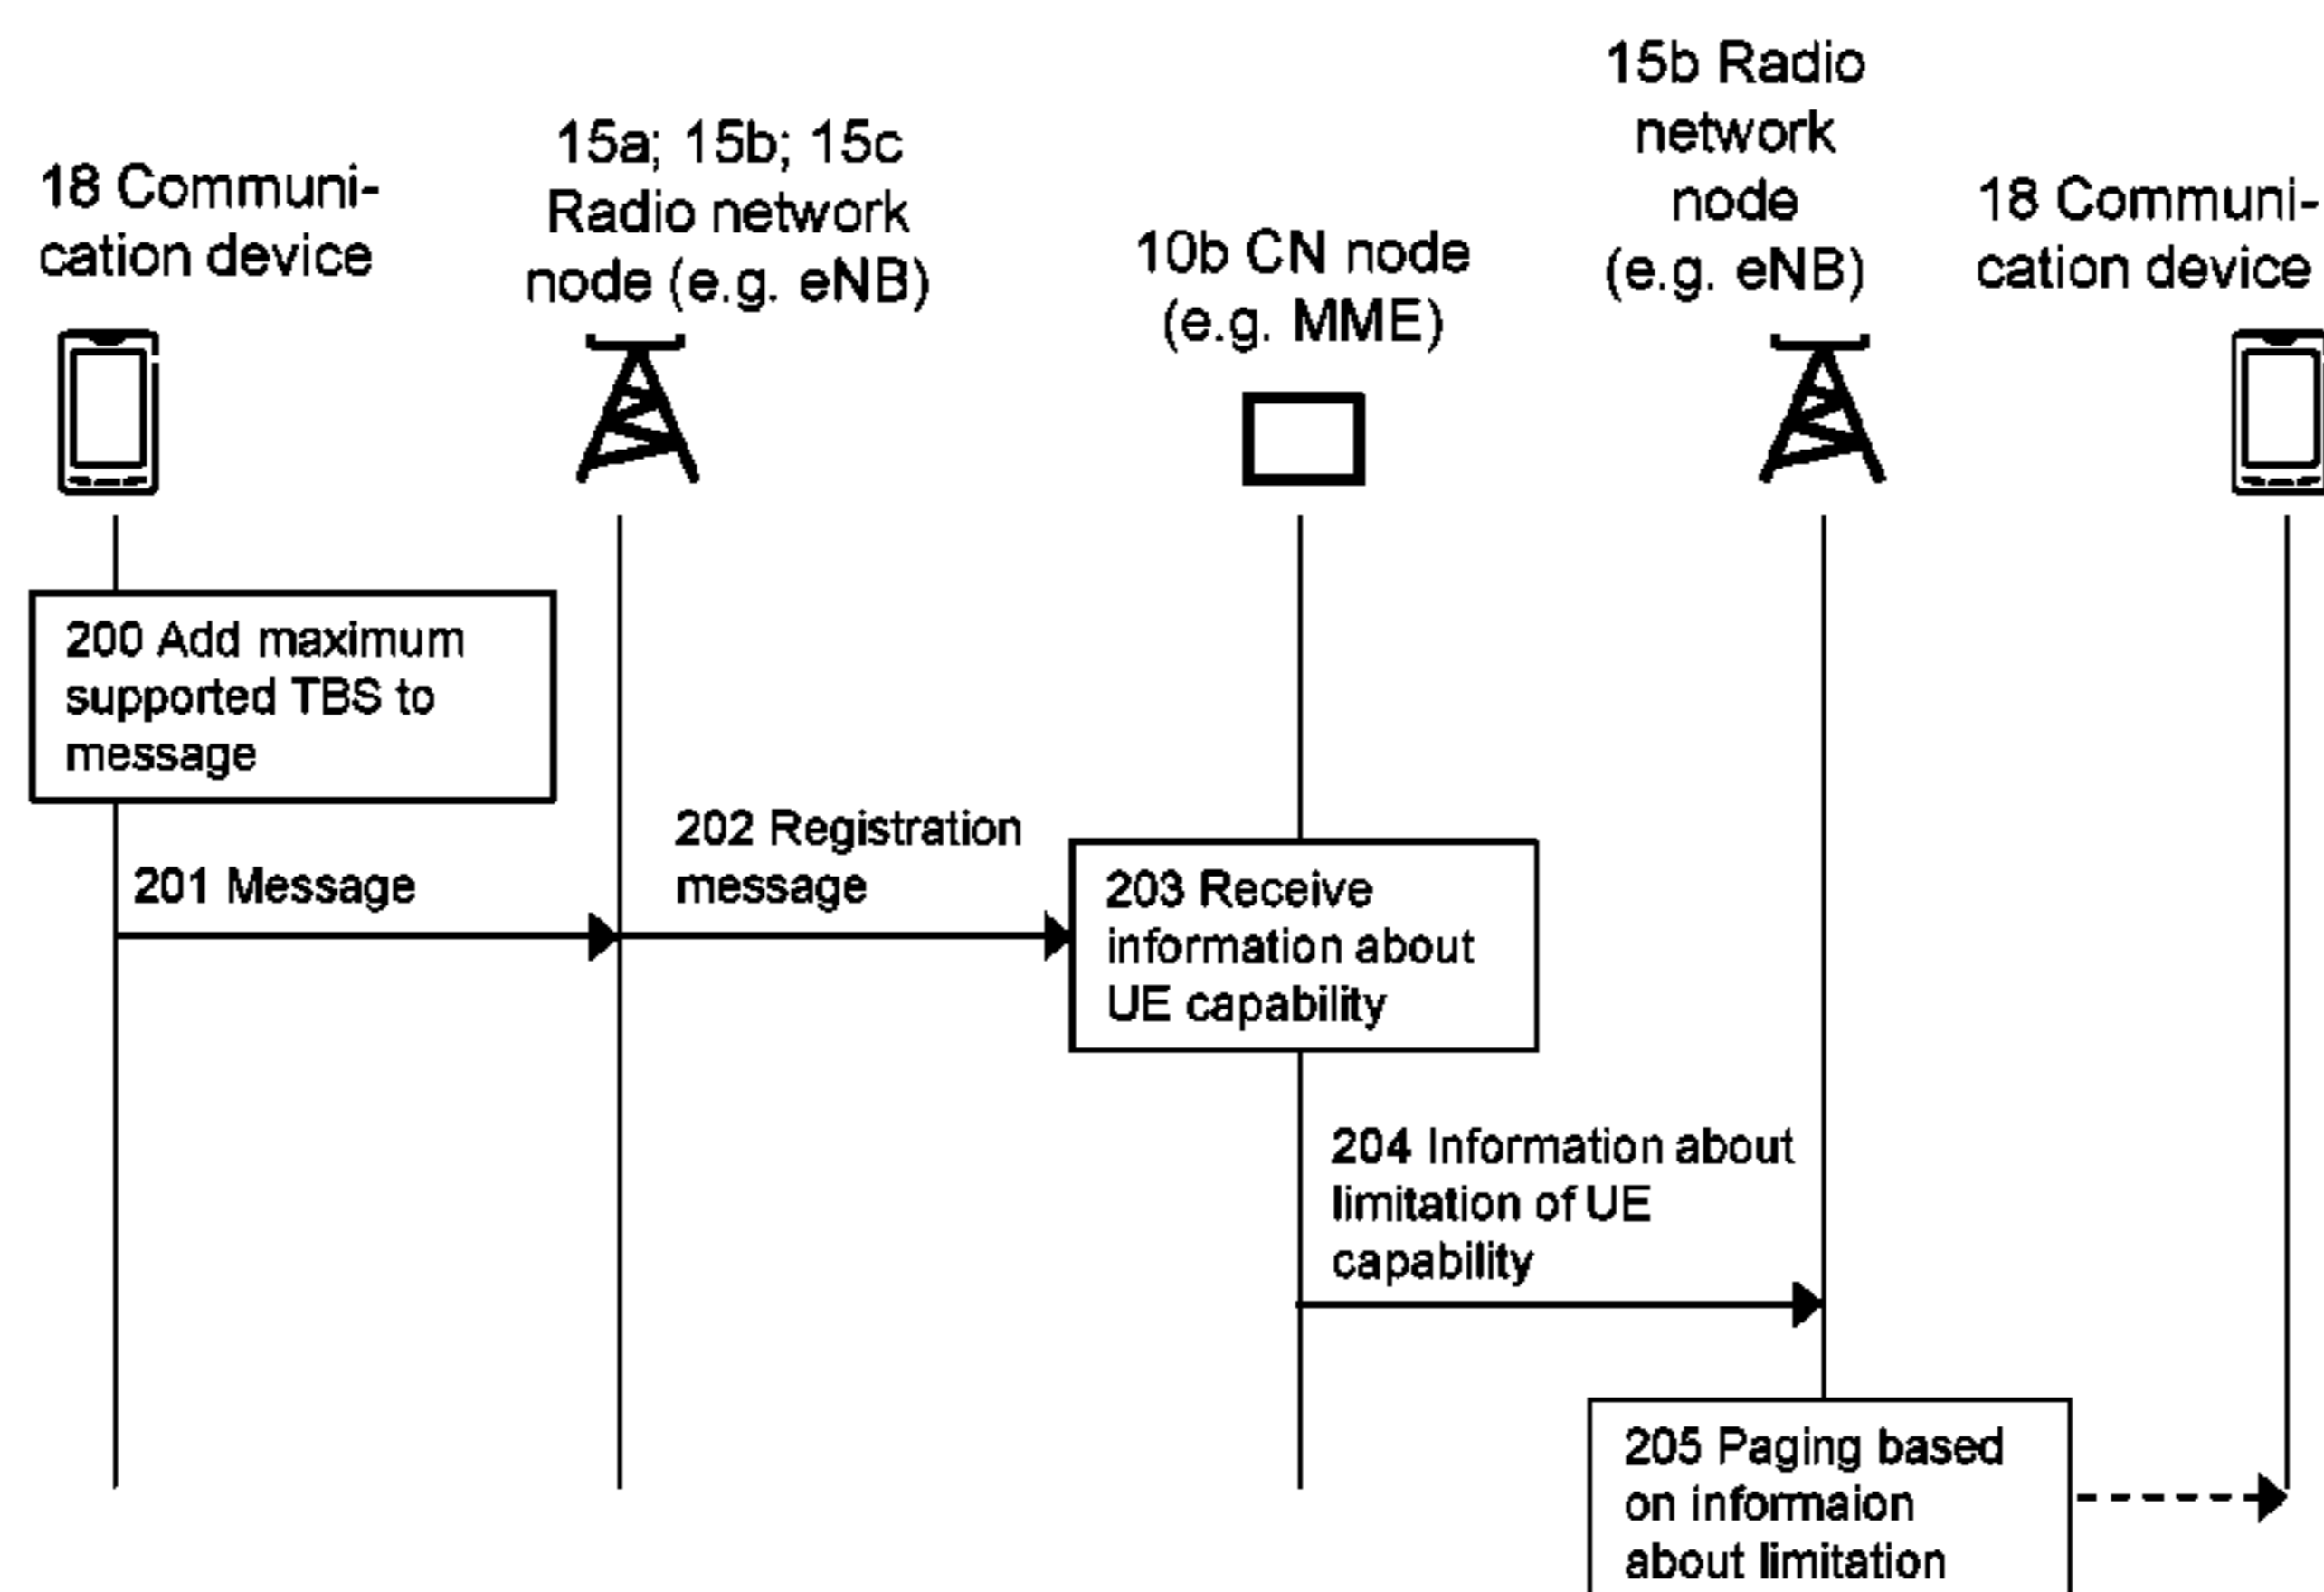 18 Communi-
cation device
15a; 15b; 15c
Radio network
node (e.g. eNB)
10b CN node
(e.g. MME)
15b Radio
network
node
(e.g. eNB)
18 Communi-
cation device
200 Add maximum
supported TBS to
message
201 Message
202 Registration
message
203 Receive
information about
UE capability
204 Information about
limitation of UE
capability
205 Paging based
on informaion
about limitation